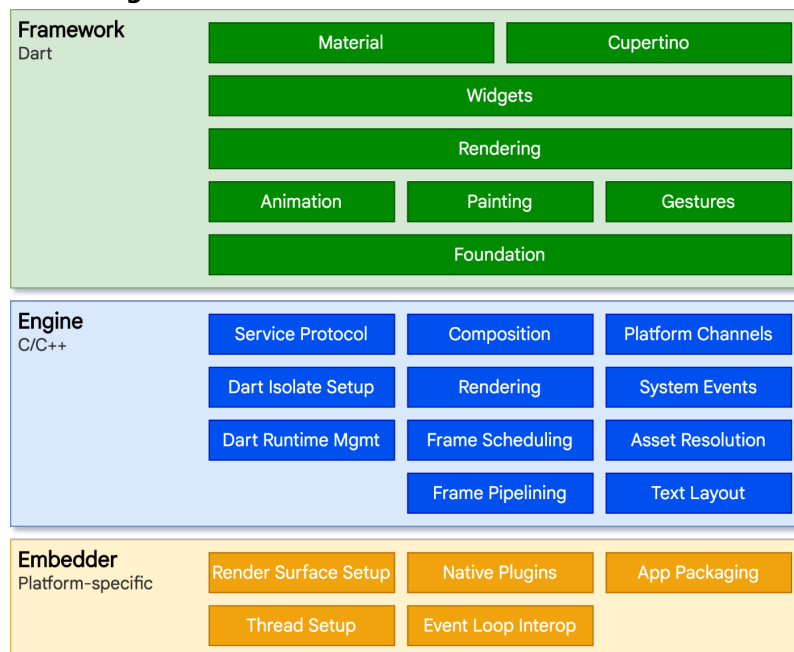 Framework
Dart
Material
Cupertino
Widgets
Rendering
Animation
Painting
Gestures
Foundation
Engine
C/C++
Service Protocol
Composition
Platform Channels
Dart Isolate Setup
Rendering
System Events
Dart Runtime Mgmt
Frame Scheduling
Asset Resolution
Frame Pipelining
Text Layout
Embedder
Platform-specific
Render Surface Setup
Native Plugins
App Packaging
Thread Setup
Event Loop Interop